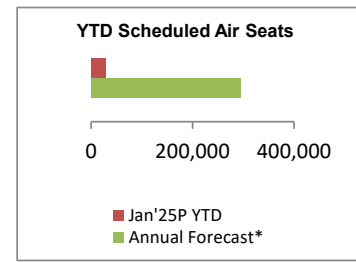 YTD Scheduled Air Seats
0 200,000 400,000
Jan'25P YTD
Annual Forecast*